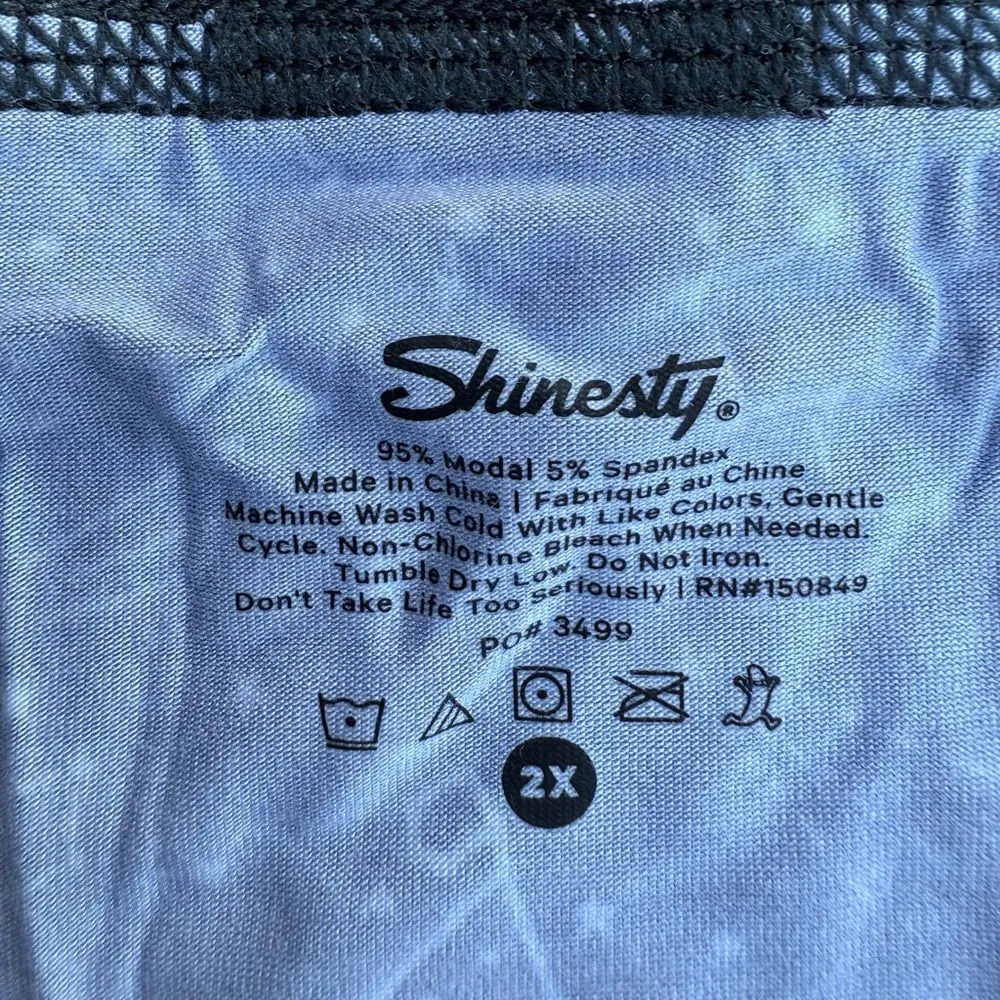 Shinesty®
95% Modal 5% Spandex
Made in China | Fabriqué au Chine
Machine Wash Cold With Like Colors, Gentle
Cycle. Non-Chlorine Bleach When Needed.
Tumble Dry Low. Do Not Iron.
Don't Take Life Too Seriously | RN#150849
PO# 3499
2X